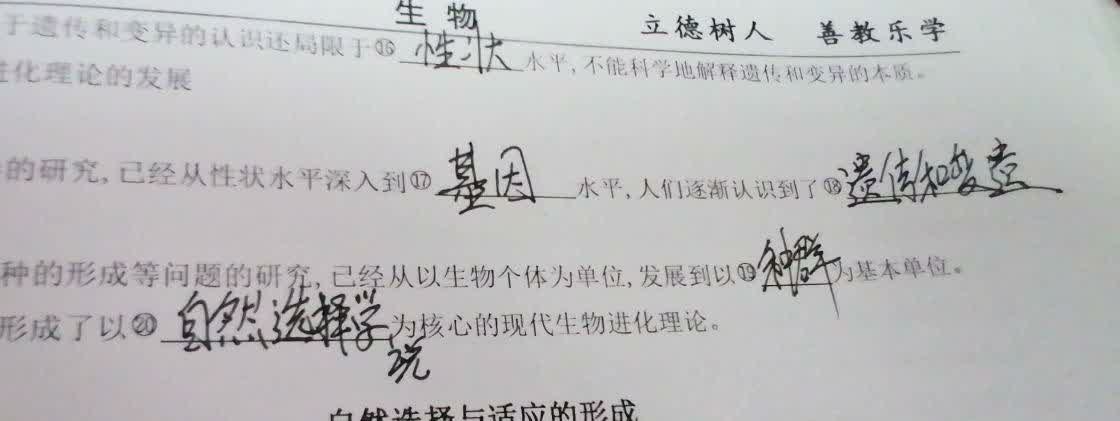 生物
立德树人 善教乐学
于遗传和变异的认识还局限于⑯性状水平,不能科学地解释遗传和变异的本质。
进化理论的发展
的研究,已经从性状水平深入到⑰基因水平,人们逐渐认识到了⑱遗传和变意
种的形成等问题的研究,已经从以生物个体为单位,发展到以⑲种群为基本单位。
形成了以⑳自然选择学说为核心的现代生物进化理论。
自然选择与适应的形成